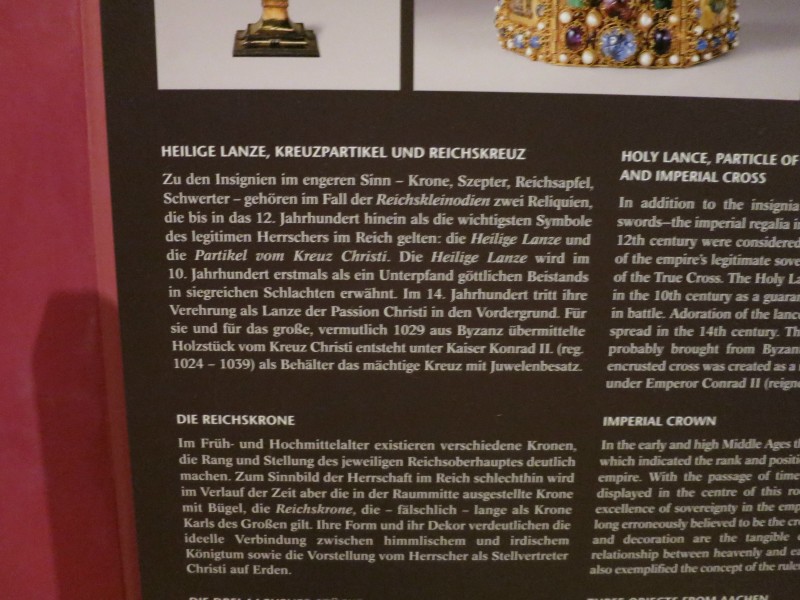 HEILIGE LANZE, KREUZPARTIKEL UND REICHSKREUZ
Zu den Insignien im engeren Sinn – Krone, Szepter, Reichsapfel,
Schwerter – gehören im Fall der Reichskleinodien zwei Reliquien,
die bis in das 12. Jahrhundert hinein als die wichtigsten Symbole
des legitimen Herrschers im Reich gelten: die Heilige Lanze und
die Partikel vom Kreuz Christi. Die Heilige Lanze wird im
10. Jahrhundert erstmals als ein Unterpfand göttlichen Beistands
in siegreichen Schlachten erwähnt. Im 14. Jahrhundert tritt ihre
Verehrung als Lanze der Passion Christi in den Vordergrund. Für
sie und für das große, vermutlich 1029 aus Byzanz übermittelte
Holzstück vom Kreuz Christi entsteht unter Kaiser Konrad II. (reg.
1024 – 1039) als Behälter das mächtige Kreuz mit Juwelenbesatz.
DIE REICHSKRONE
Im Früh- und Hochmittelalter existieren verschiedene Kronen,
die Rang und Stellung des jeweiligen Reichsoberhauptes deutlich
machen. Zum Sinnbild der Herrschaft im Reich schlechthin wird
im Verlauf der Zeit aber die in der Raummitte ausgestellte Krone
mit Bügel, die Reichskrone, die – fälschlich – lange als Krone
Karls des Großen gilt. Ihre Form und ihr Dekor verdeutlichen die
ideelle Verbindung zwischen himmlischem und irdischem
Königtum sowie die Vorstellung vom Herrscher als Stellvertreter
Christi auf Erden.
HOLY LANCE, PARTICLE OF
AND IMPERIAL CROSS
In addition to the insignia
swords—the imperial regalia
12th century were considered
of the empire's legitimate
of the True Cross. The Holy
in the 10th century as a
in battle. Adoration of the lance
spread in the 14th century.
probably brought from
encrusted cross was created as a
under Emperor Conrad II
IMPERIAL CROWN
In the early and high Middle Ages
which indicated the rank and
empire. With the passage of time
displayed in the centre of this
excellence of sovereignty in the
long erroneously believed to be the
and decoration are the tangible
relationship between heavenly and
also exemplified the concept of the
THREE OBJECTS FROM AACHEN